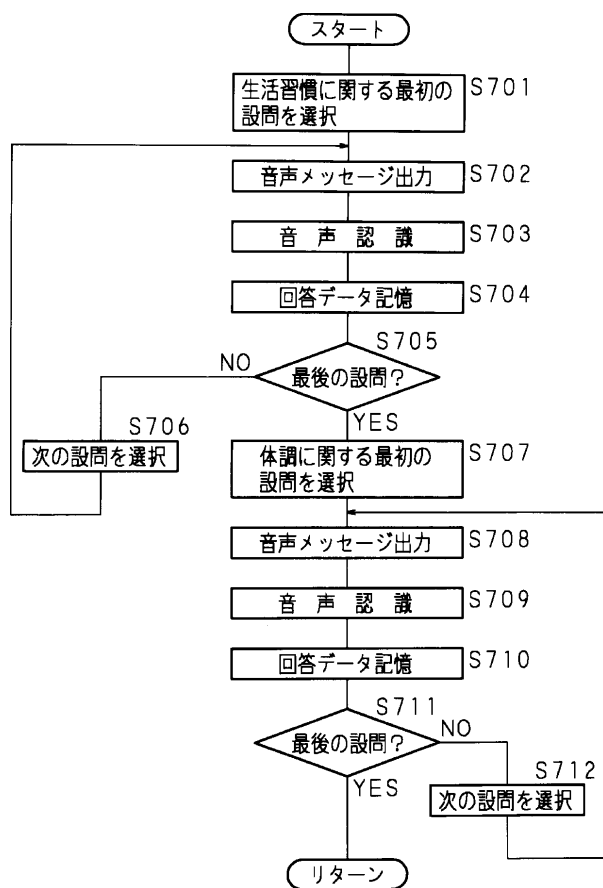 スタート
生活習慣に関する最初の
設問を選択
S701
音声メッセージ出力
S702
音声認識
S703
回答データ記憶
S704
S705
最後の設問?
NO
YES
S706
次の設問を選択
体調に関する最初の
設問を選択
S707
音声メッセージ出力
S708
音声認識
S709
回答データ記憶
S710
S711
最後の設問?
NO
YES
S712
次の設問を選択
リターン